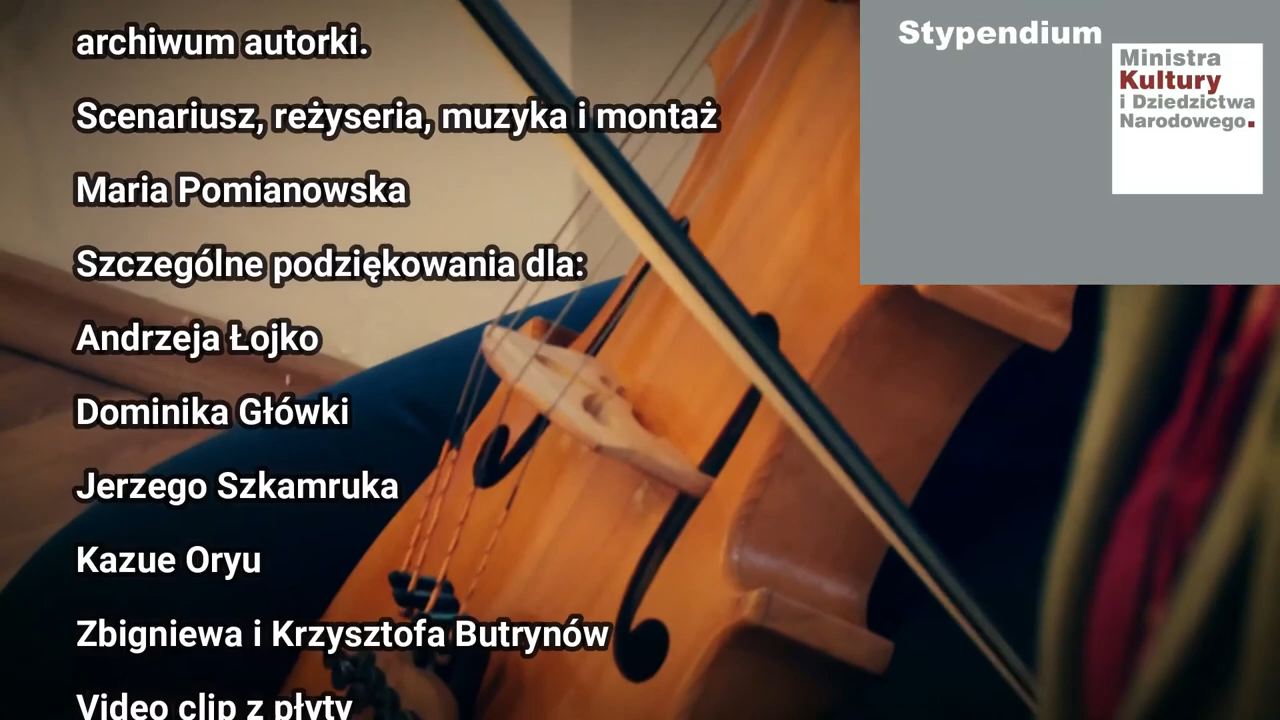 archiwum autorki.
Scenariusz, reżyseria, muzyka i montaż
Maria Pomianowska
Szczególne podziękowania dla:
Andrzeja Łojko
Dominika Główki
Jerzego Szkamruka
Kazue Oryu
Zbigniewa i Krzysztofa Butrynów
Video clip z płyty
Stypendium
Ministra
Kultury
i Dziedzictwa
Narodowego.